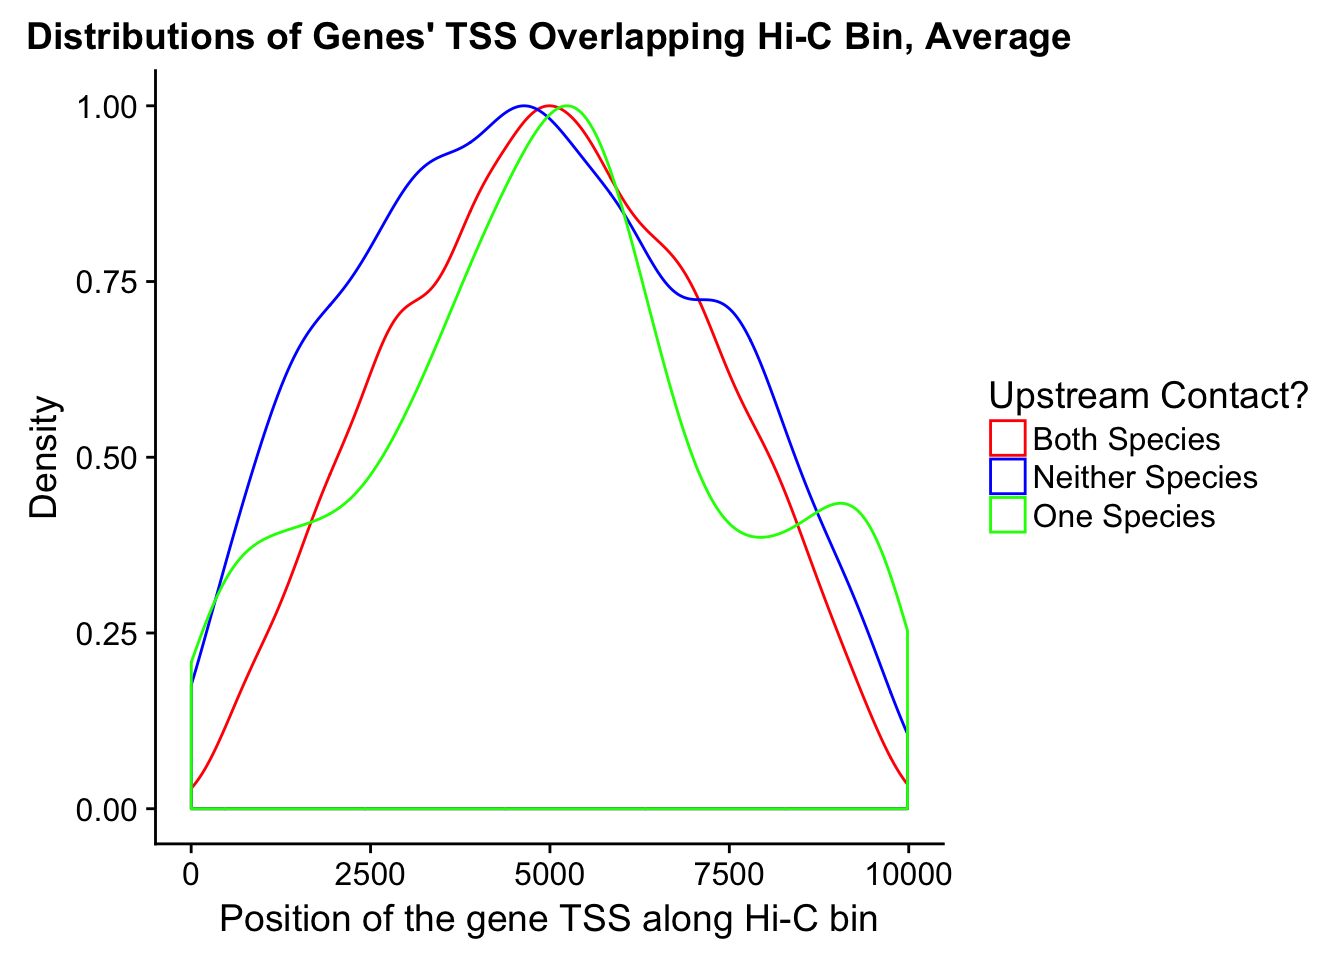 Distributions of Genes' TSS Overlapping Hi-C Bin, Average
1.00
0.75
0.50
0.25
0.00
Density
0 2500 5000 7500 10000
Position of the gene TSS along Hi-C bin
Upstream Contact?
Both Species
Neither Species
One Species